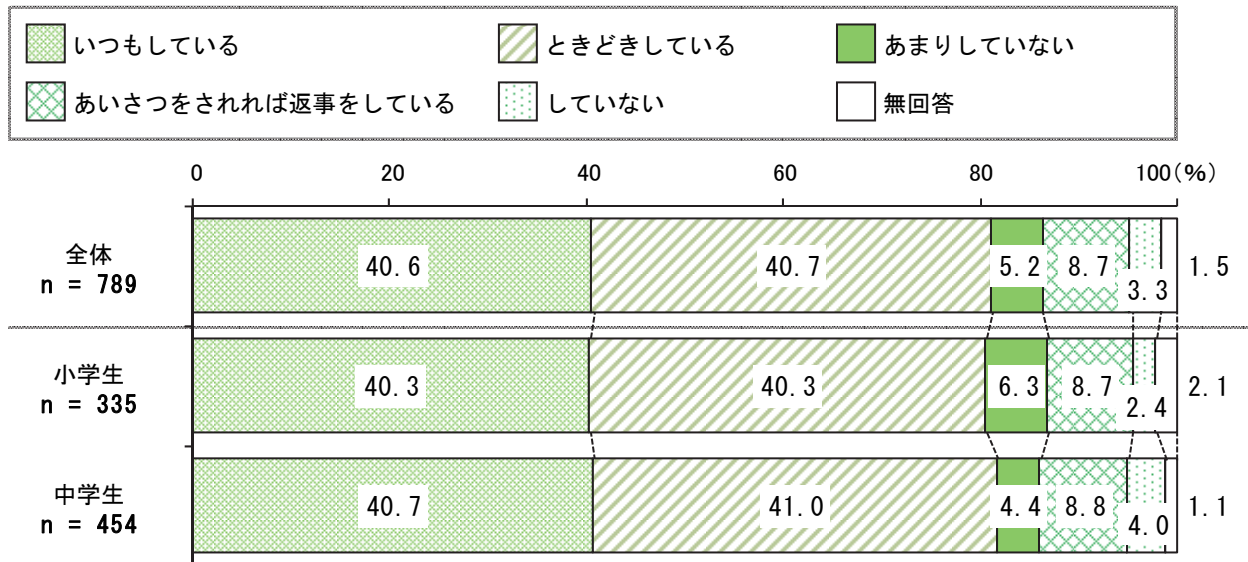 いつもしている ときどきしている あまりしていない
あいさつをされれば返事をしている していない 無回答
0 20 40 60 80 100(%)
全体
n = 789
40.6 40.7 5.2 8.7 3.3 1.5
小学生
n = 335
40.3 40.3 6.3 8.7 2.4 2.1
中学生
n = 454
40.7 41.0 4.4 8.8 4.0 1.1